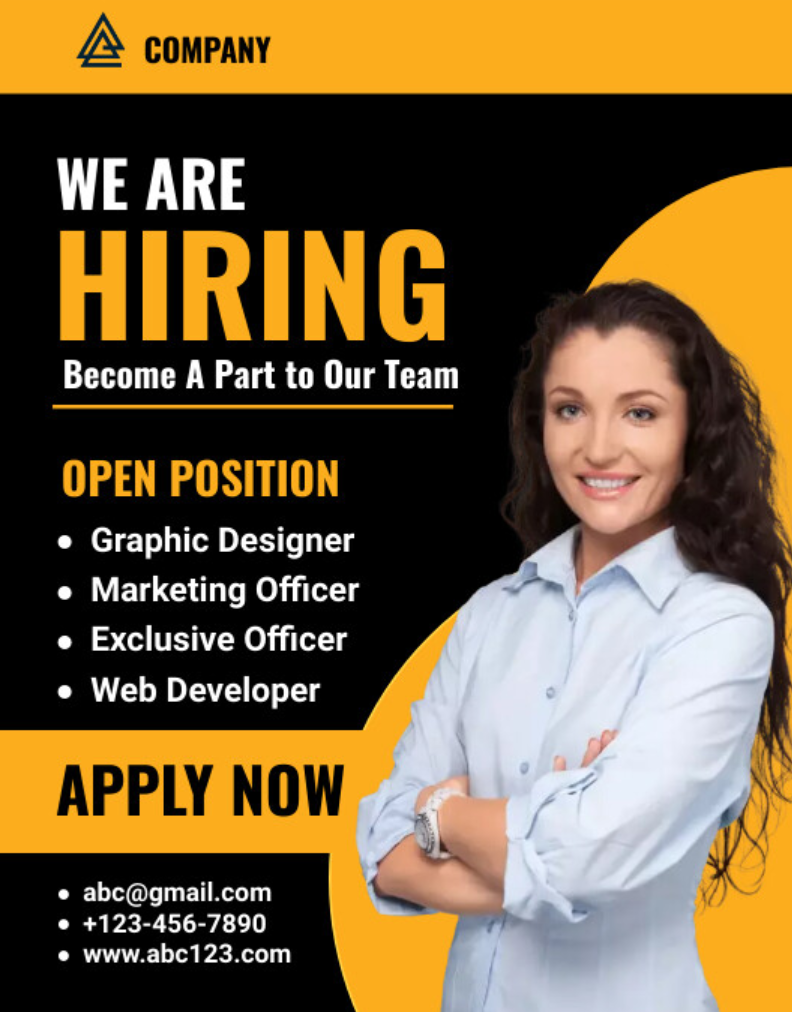 COMPANY
WE ARE
HIRING
Become A Part to Our Team
OPEN POSITION
• Graphic Designer
• Marketing Officer
• Exclusive Officer
• Web Developer
APPLY NOW
• abc@gmail.com
• +123-456-7890
• www.abc123.com